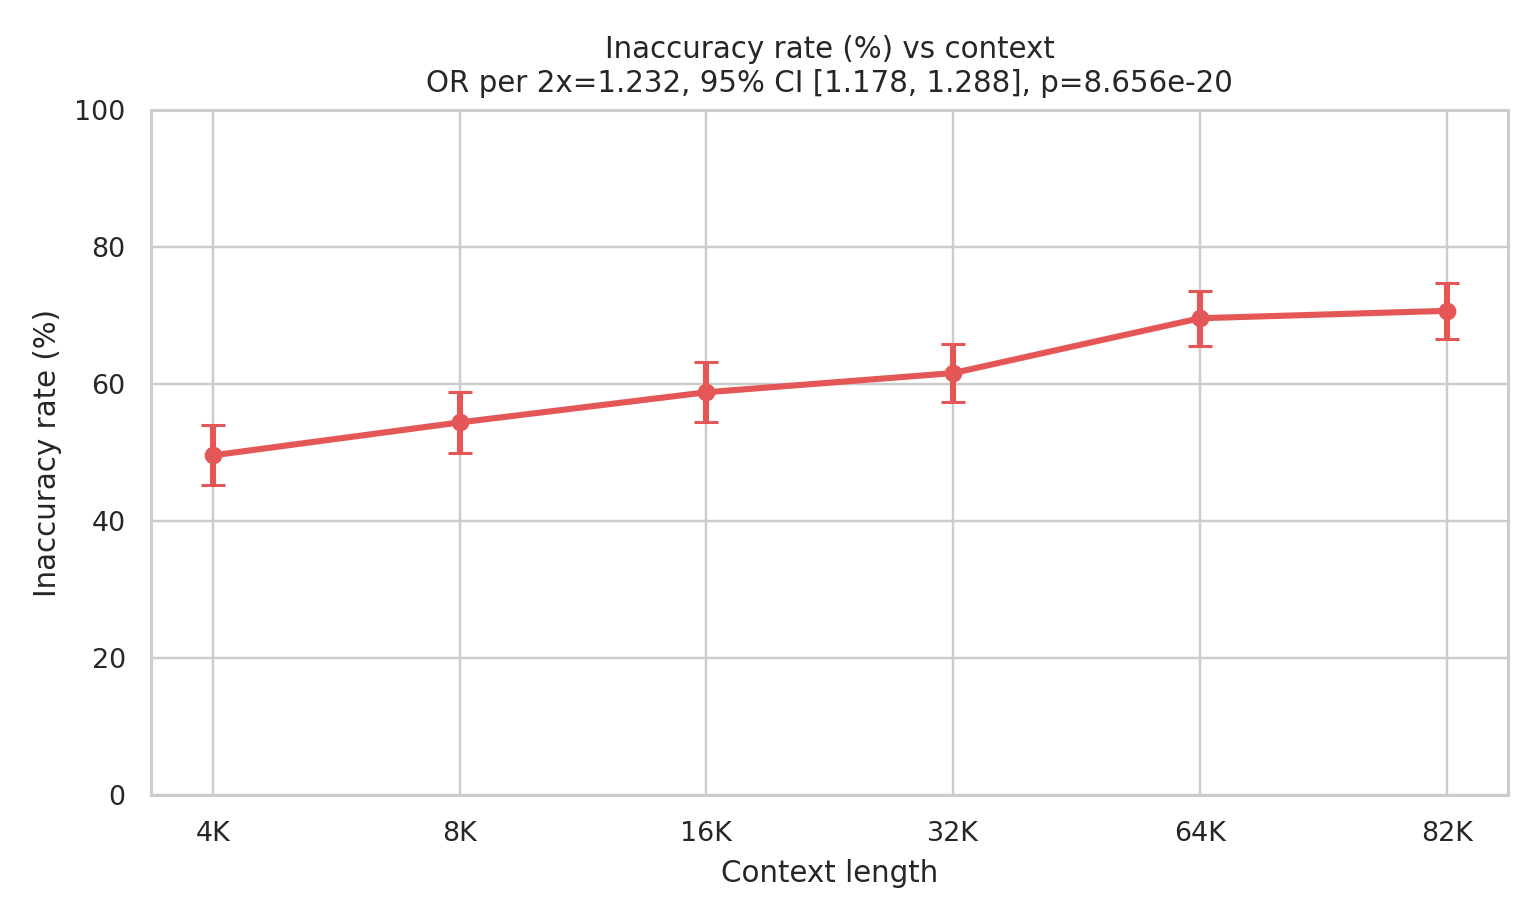 Inaccuracy rate (%) vs context
OR per 2x=1.232, 95% CI [1.178, 1.288], p=8.656e-20
Inaccuracy rate (%)
100
80
60
40
20
0
4K 8K 16K 32K 64K 82K
Context length